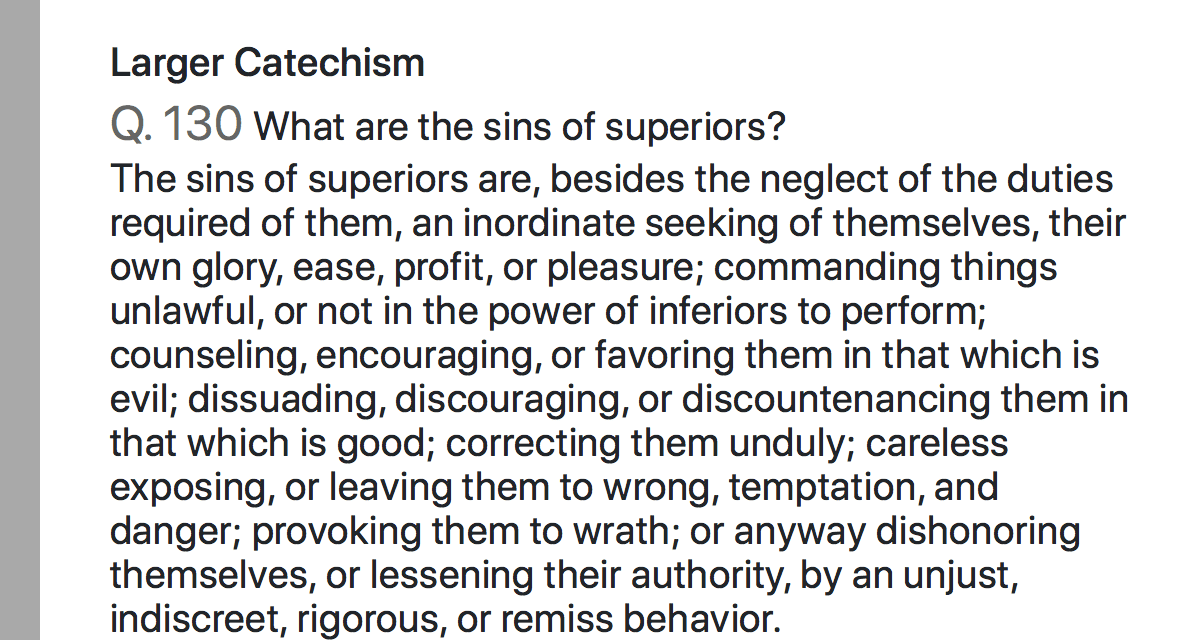 Larger Catechism
Q. 130 What are the sins of superiors?
The sins of superiors are, besides the neglect of the duties
required of them, an inordinate seeking of themselves, their
own glory, ease, profit, or pleasure; commanding things
unlawful, or not in the power of inferiors to perform;
counseling, encouraging, or favoring them in that which is
evil; dissuading, discouraging, or discountenancing them in
that which is good; correcting them unduly; careless
exposing, or leaving them to wrong, temptation, and
danger; provoking them to wrath; or anyway dishonoring
themselves, or lessening their authority, by an unjust,
indiscreet, rigorous, or remiss behavior.